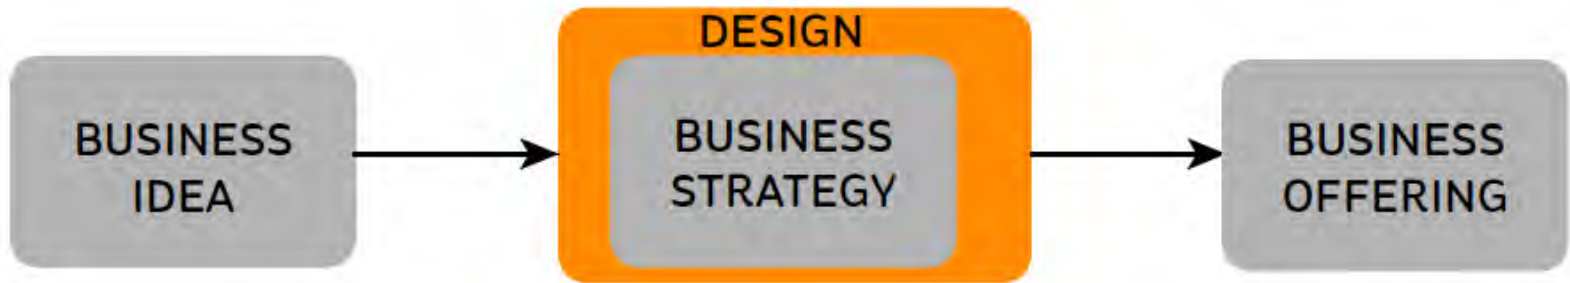 BUSINESS
IDEA
DESIGN
BUSINESS
STRATEGY
BUSINESS
OFFERING